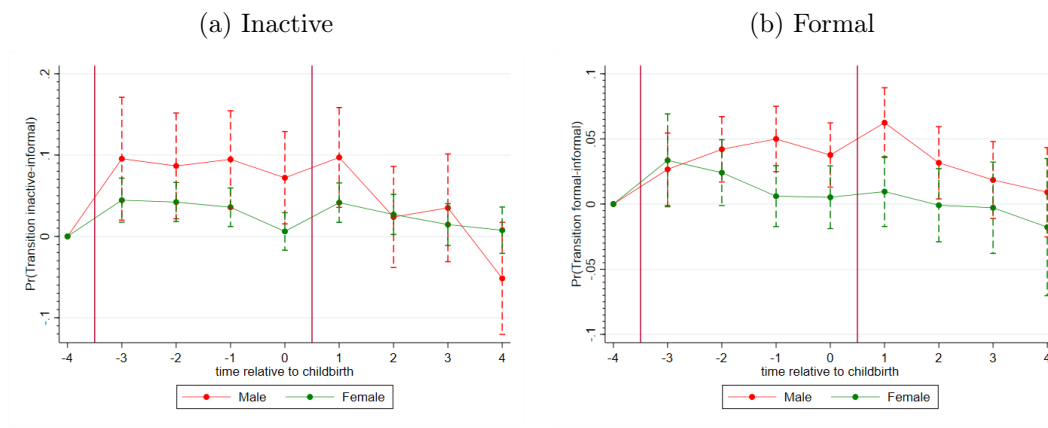 (a) Inactive
Pr(Transition inactive-informal)
.2
.1
0
-.1
-4 -3 -2 -1 0 1 2 3 4
time relative to childbirth
Male Female
(b) Formal
Pr(Transition formal-informal)
.1
.05
0
-.05
-.1
-4 -3 -2 -1 0 1 2 3 4
time relative to childbirth
Male Female